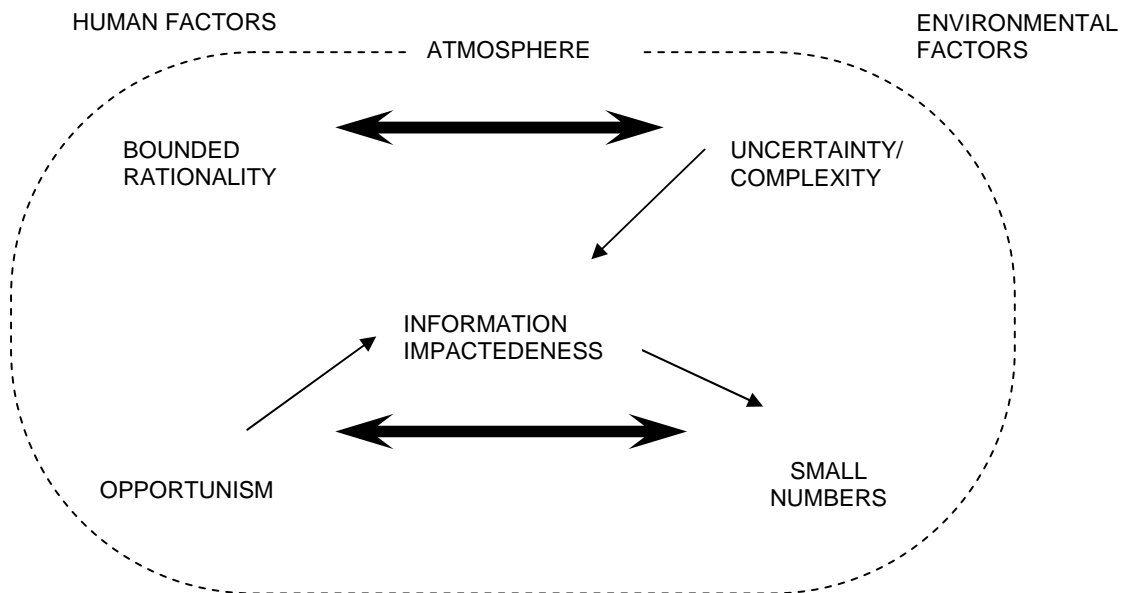 HUMAN FACTORS
ENVIRONMENTAL
FACTORS
ATMOSPHERE
BOUNDED
RATIONALITY
UNCERTAINTY/
COMPLEXITY
INFORMATION
IMPACTEDENESS
OPPORTUNISM
SMALL
NUMBERS